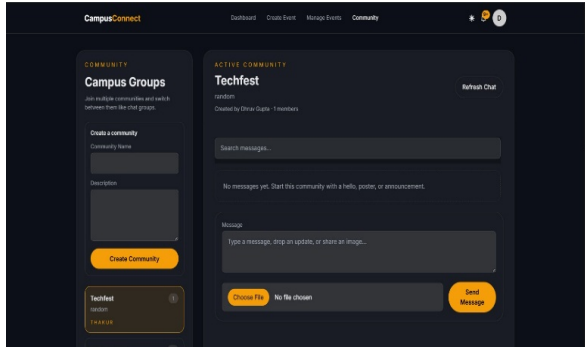 CampusConnect
Dashboard Create Event Manage Events Community
D
COMMUNITY
Campus Groups
Join multiple communities and switch
between them like chat groups.
Create a community
Community Name
Description
Create Community
Techfest
random
THAKUR
ACTIVE COMMUNITY
Techfest
random
Created by Dhruv Gupta · 1 members
Refresh Chat
Search messages...
No messages yet. Start this community with a hello, poster, or announcement.
Message
Type a message, drop an update, or share an image...
Choose File No file chosen
Send
Message